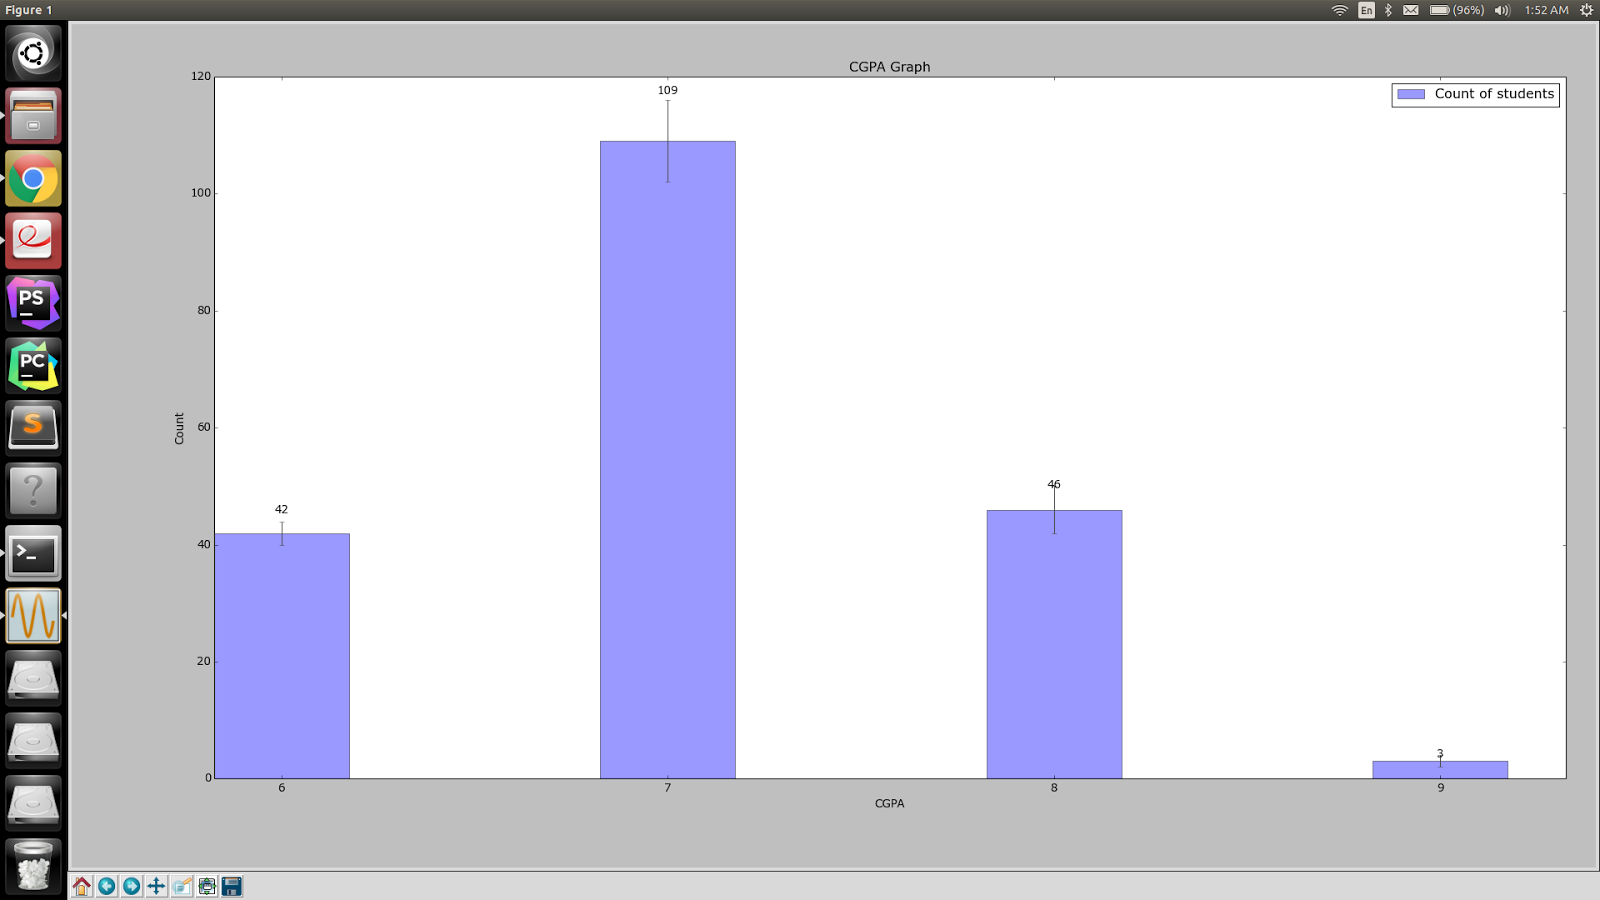 Figure 1
En
(96%)
1:52 AM
CGPA Graph
Count of students
120
100
80
60
40
20
0
Count
42
109
46
3
6
7
8
9
CGPA
PS
PC
S
?
>_